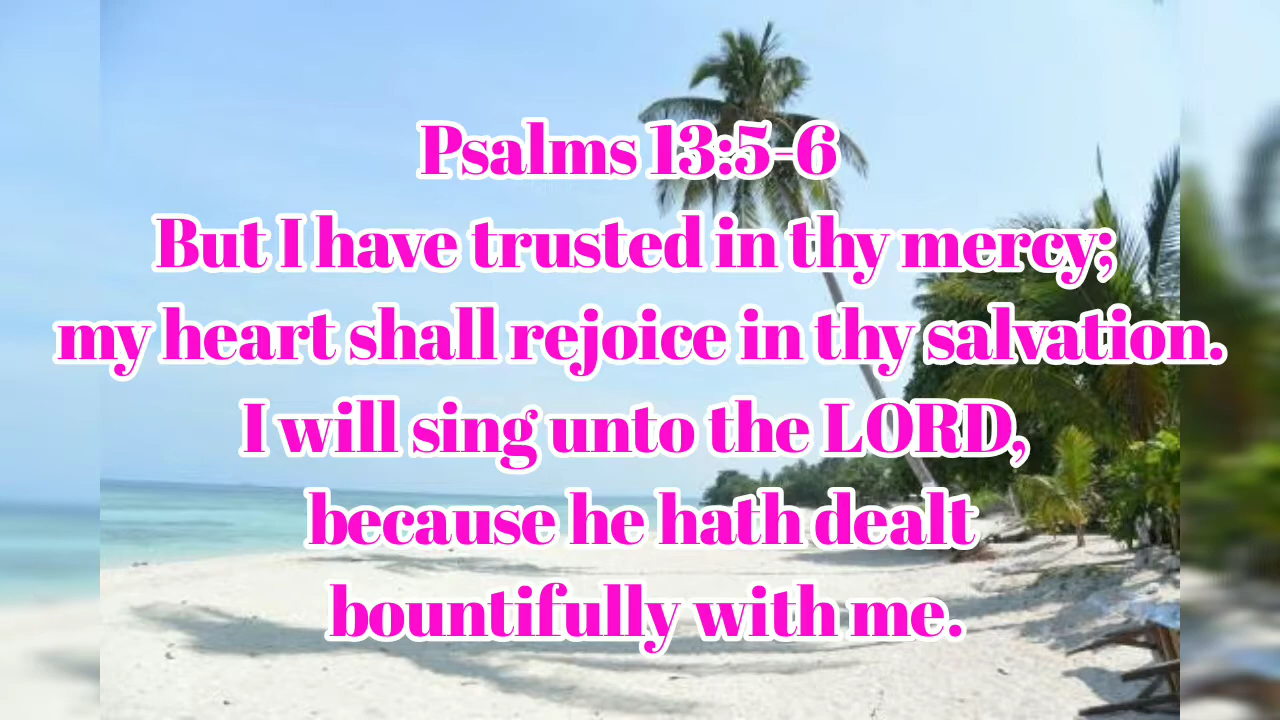 Psalms 13:5-6
But I have trusted in thy mercy;
my heart shall rejoice in thy salvation.
I will sing unto the LORD,
because he hath dealt
bountifully with me.